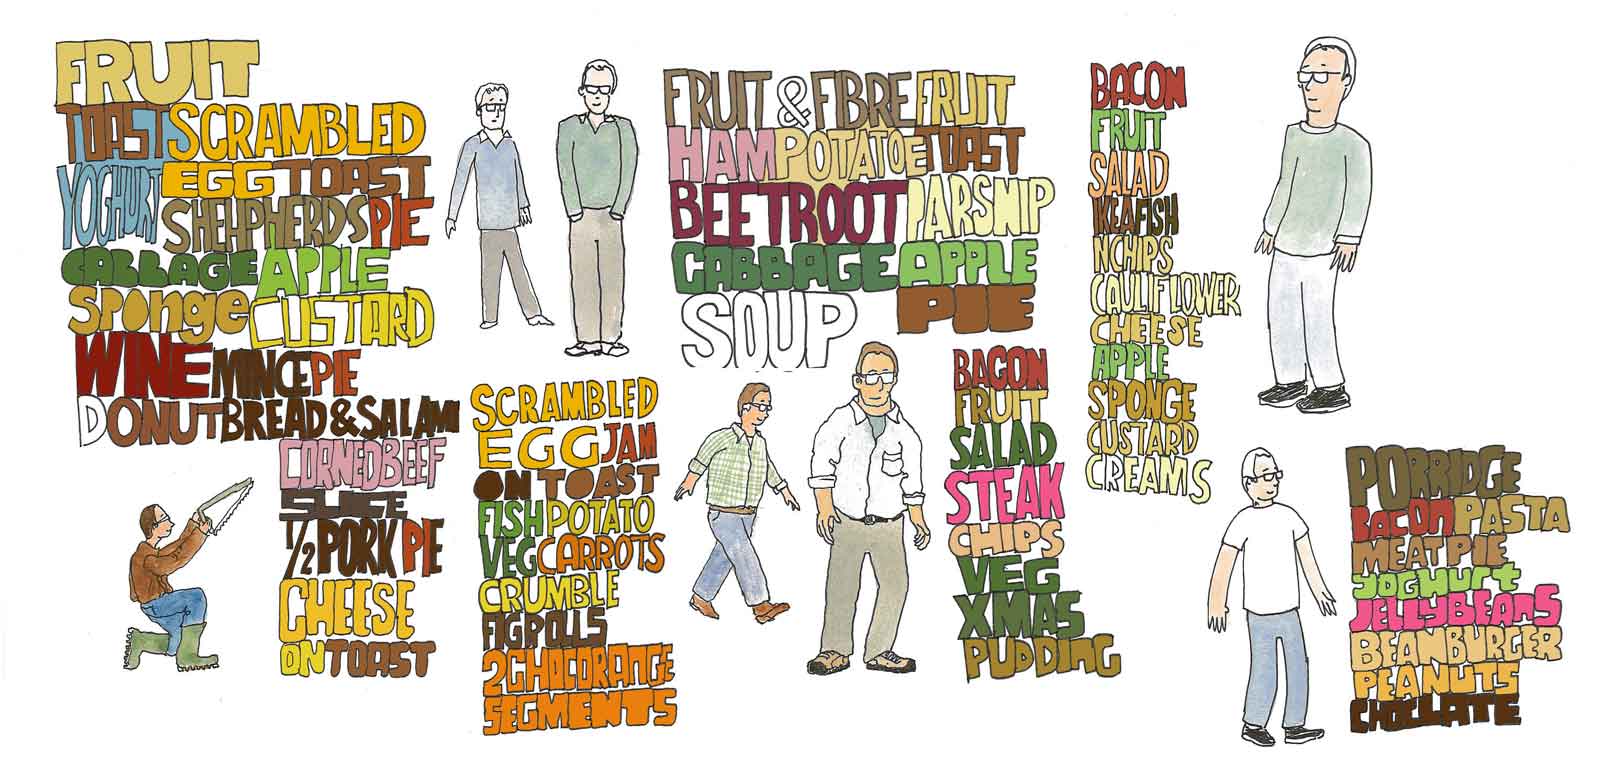 FRUIT
TOAST SCRAMBLED
YOGHURT EGG TOAST
SHEHPHERDS PIE
CABBAGE APPLE
Sponge CUSTARD
WINE MINCE PIE
DONUT BREAD & SALAMI
CORNED BEEF
SLICE
1/2 PORK PIE
CHEESE
ON TOAST
SCRAMBLED
EGG JAM
ON TOAST
FISH POTATO
VEG CARROTS
CRUMBLE
FIG ROLLS
2 CHOCORANGE
SEGMENTS
FRUIT & FIBRE FRUIT
HAM POTATOE TOAST
BEETROOT PARSNIP
CABBAGE APPLE
SOUP PIE
BACON
FRUIT
SALAD
STEAK
CHIPS
VEG
XMAS
PUDDING
BACON
FRUIT
SALAD
IKEA FISH
N CHIPS
CAULIFLOWER
CHEESE
APPLE
SPONGE
CUSTARD
CREAMS
PORRIDGE
BACON PASTA
MEAT PIE
YOGHURT
JELLYBEANS
BEANBURGER
PEANUTS
CHOCLATE